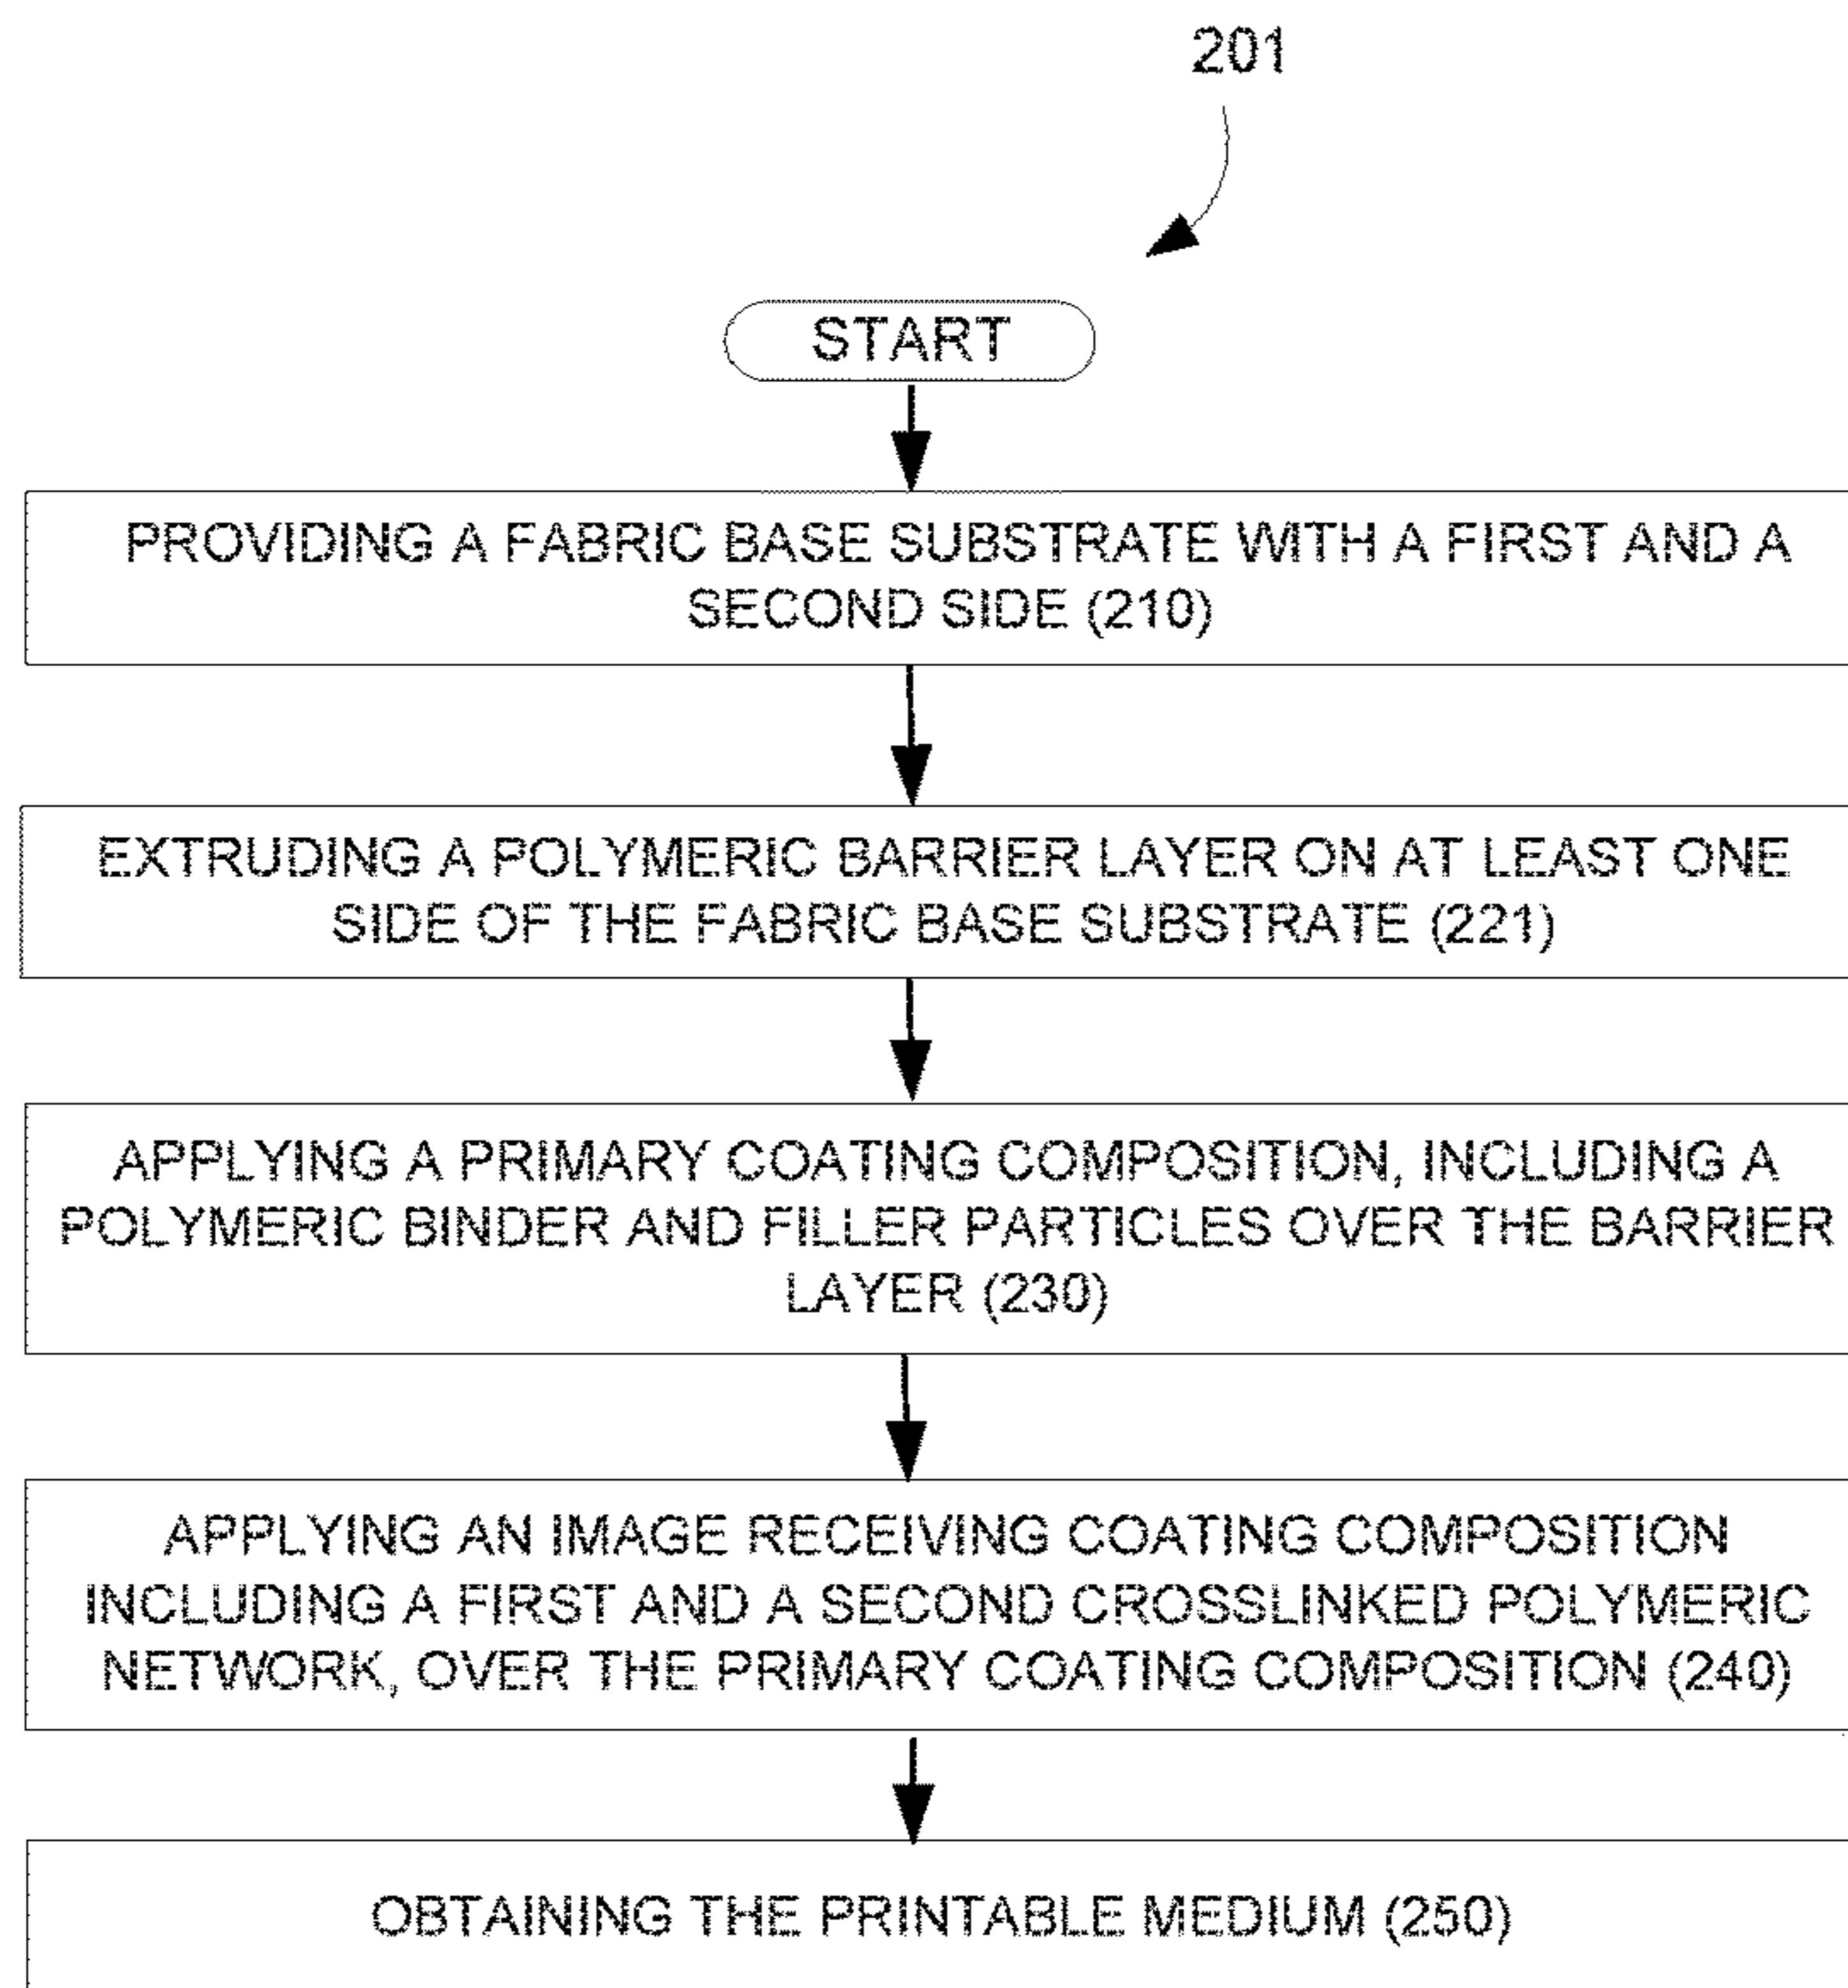 201
START
PROVIDING A FABRIC BASE SUBSTRATE WITH A FIRST AND A
SECOND SIDE (210)
EXTRUDING A POLYMERIC BARRIER LAYER ON AT LEAST ONE
SIDE OF THE FABRIC BASE SUBSTRATE (221)
APPLYING A PRIMARY COATING COMPOSITION, INCLUDING A
POLYMERIC BINDER AND FILLER PARTICLES OVER THE BARRIER
LAYER (230)
APPLYING AN IMAGE RECEIVING COATING COMPOSITION
INCLUDING A FIRST AND A SECOND CROSSLINKED POLYMERIC
NETWORK, OVER THE PRIMARY COATING COMPOSITION (240)
OBTAINING THE PRINTABLE MEDIUM (250)